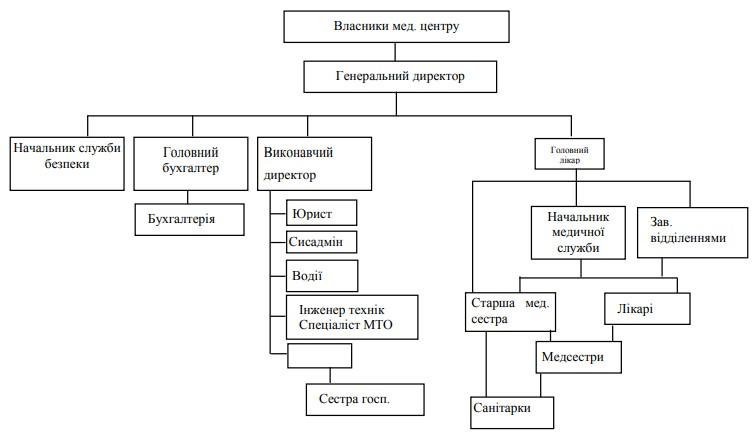 Власники мед. центру
Генеральний директор
Начальник служби
безпеки
Головний
бухгалтер
Виконавчий
директор
Головний
лікар
Бухгалтерія
Юрист
Сисадмін
Водії
Інженер технік
Спеціаліст МТО
Сестра госп.
Начальник
медичної
служби
Зав.
відділеннями
Старша мед.
сестра
Лікарі
Медсестри
Санітарки